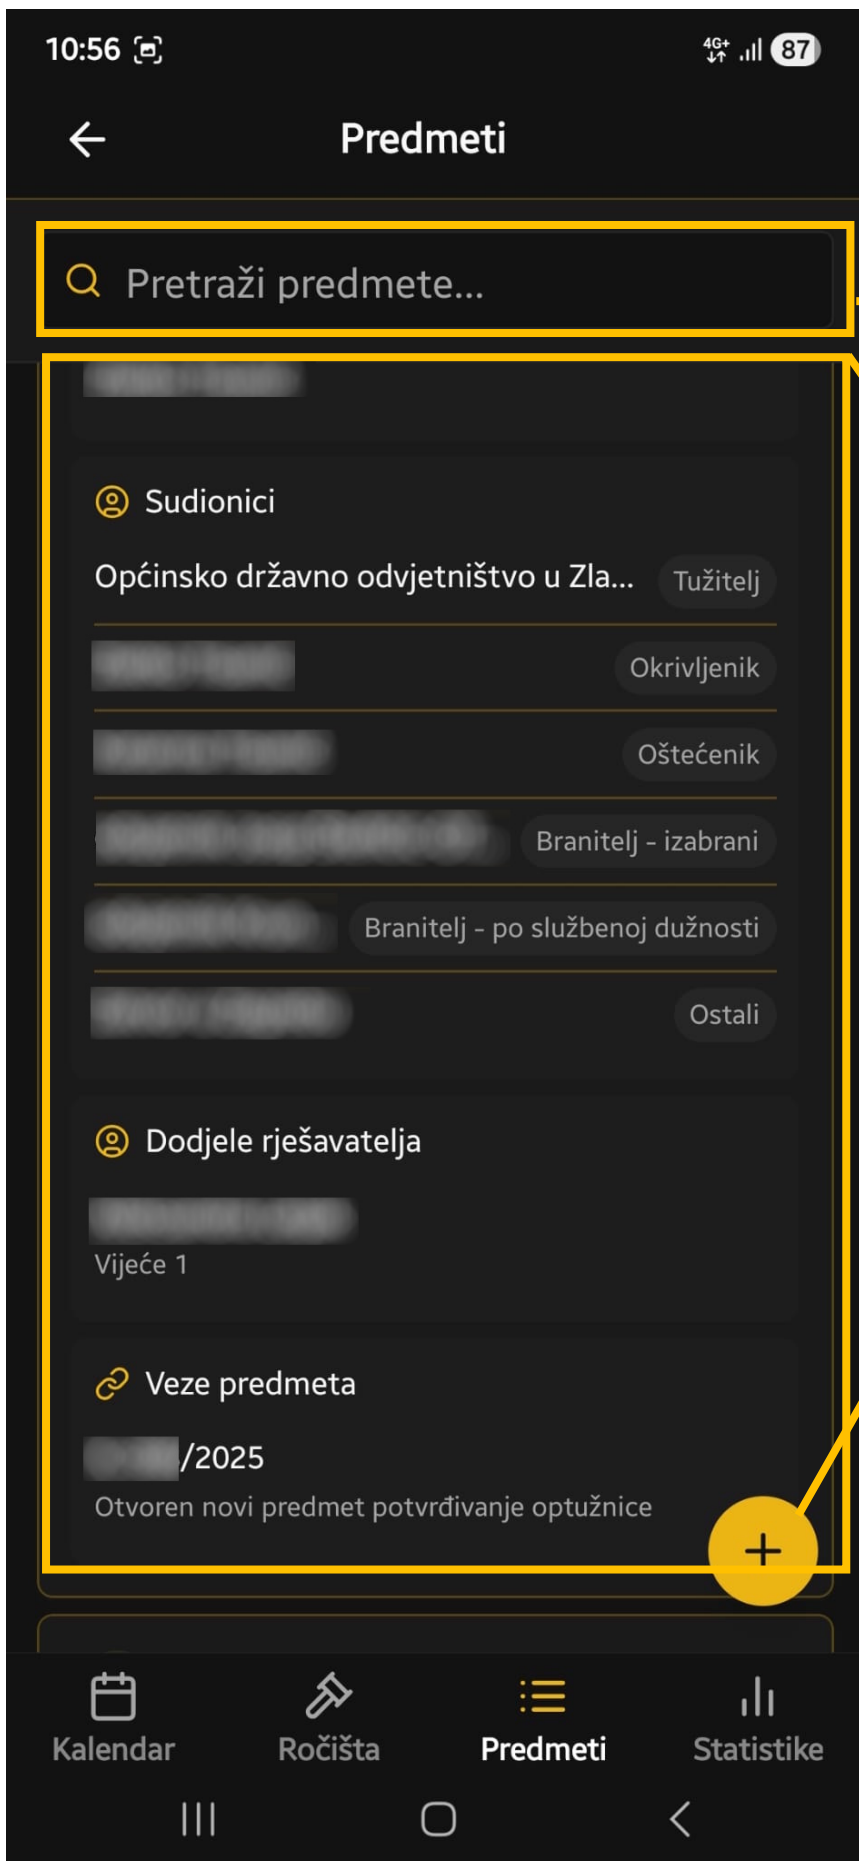 10:56 4G+ 87
Predmeti
Pretraži predmete...
Sudionici
Općinsko državno odvjetništvo u Zla... Tužitelj
Okrivljenik
Oštećenik
Branitelj - izabrani
Branitelj - po službenoj dužnosti
Ostali
Dodjele rješavatelja
Vijeće 1
Veze predmeta
/2025
Otvoren novi predmet potvrđivanje optužnice
Kalendar Ročišta Predmeti Statistike